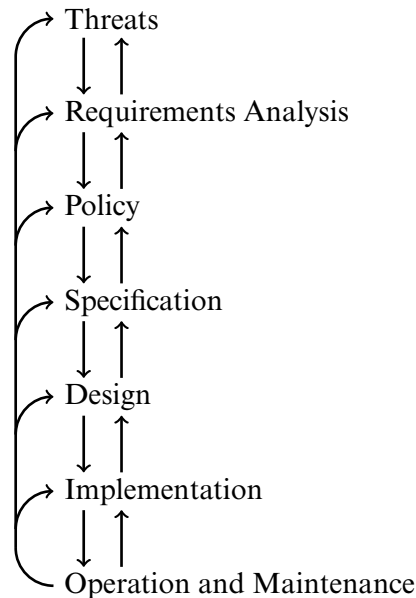 Threats
Requirements Analysis
Policy
Specification
Design
Implementation
Operation and Maintenance